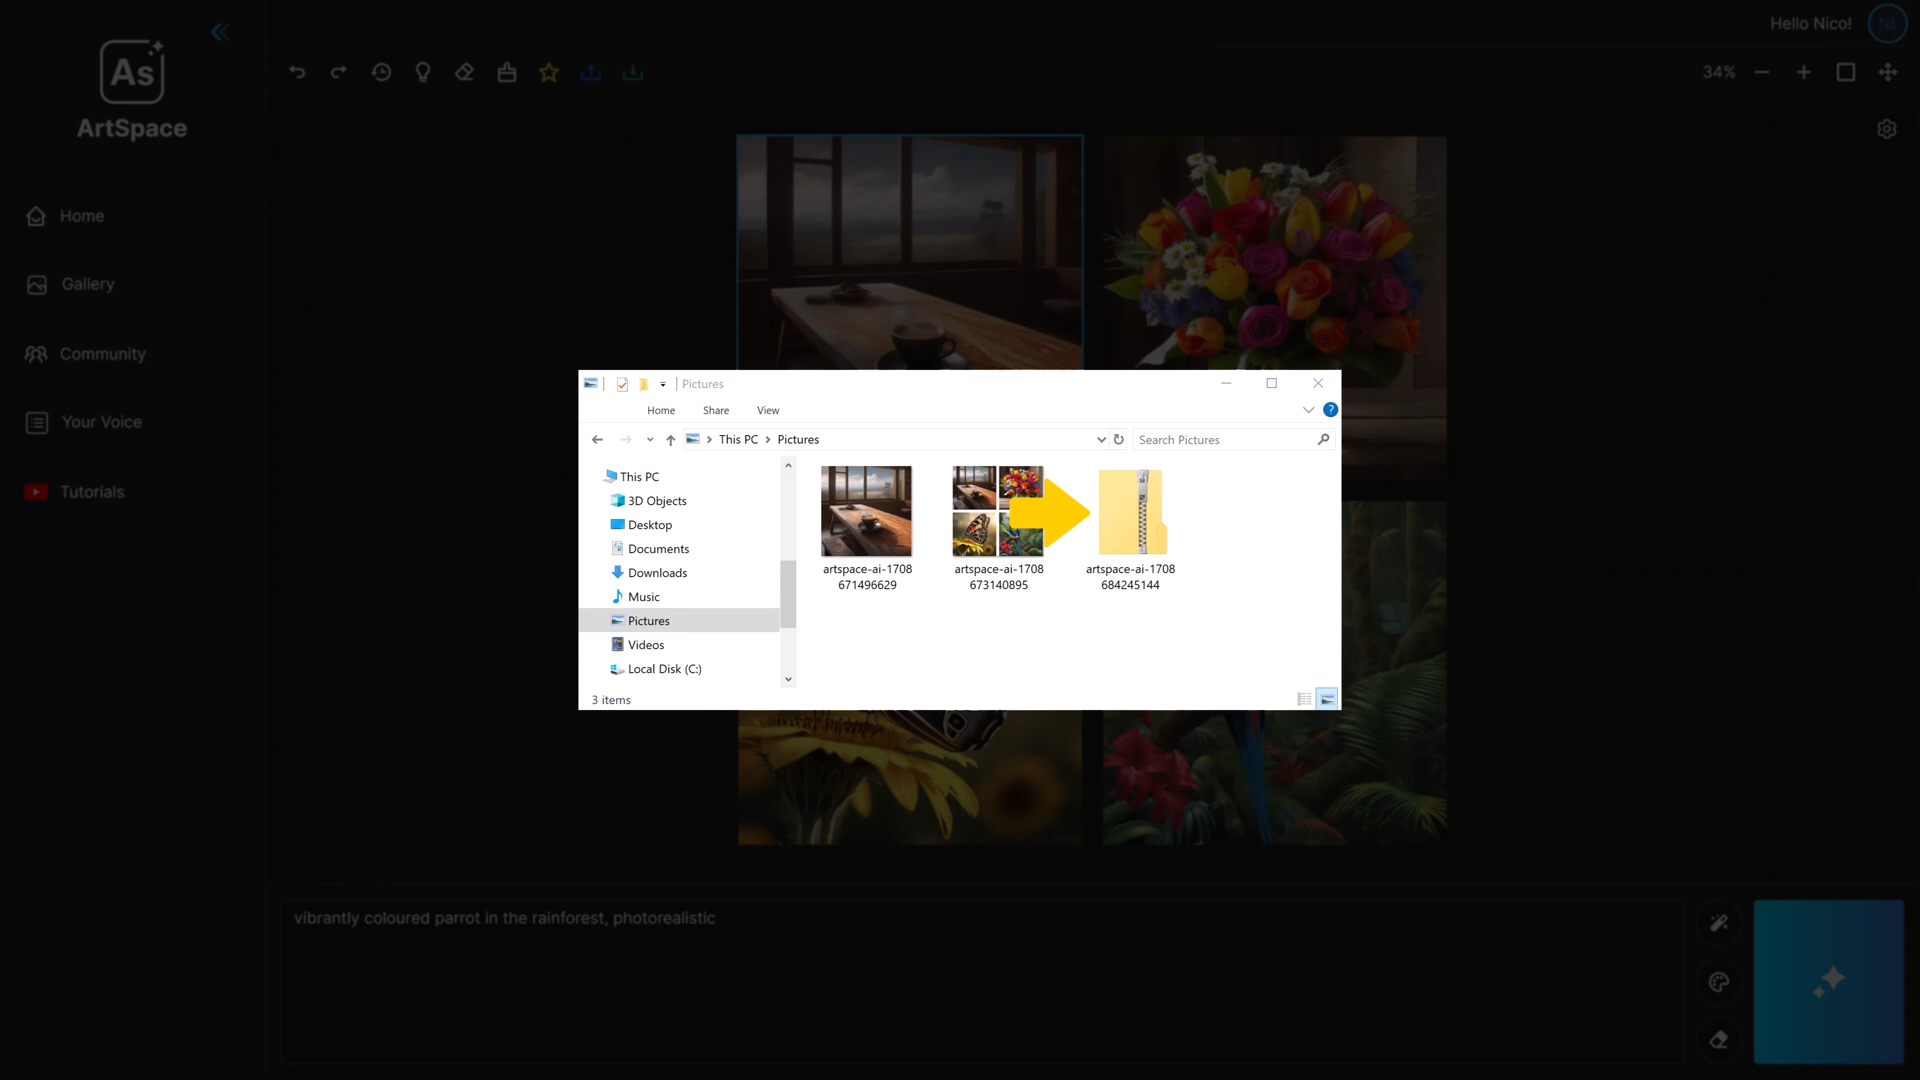 As
ArtSpace
Hello Nico!
NE
34%
Home
Gallery
Community
Your Voice
Tutorials
Pictures
Home
Share
View
?
This PC
Pictures
Search Pictures
This PC
3D Objects
Desktop
Documents
Downloads
Music
Pictures
Videos
Local Disk (C:)
artspace-ai-1708
671496629
artspace-ai-1708
673140895
artspace-ai-1708
684245144
3 items
vibrantly coloured parrot in the rainforest, photorealistic